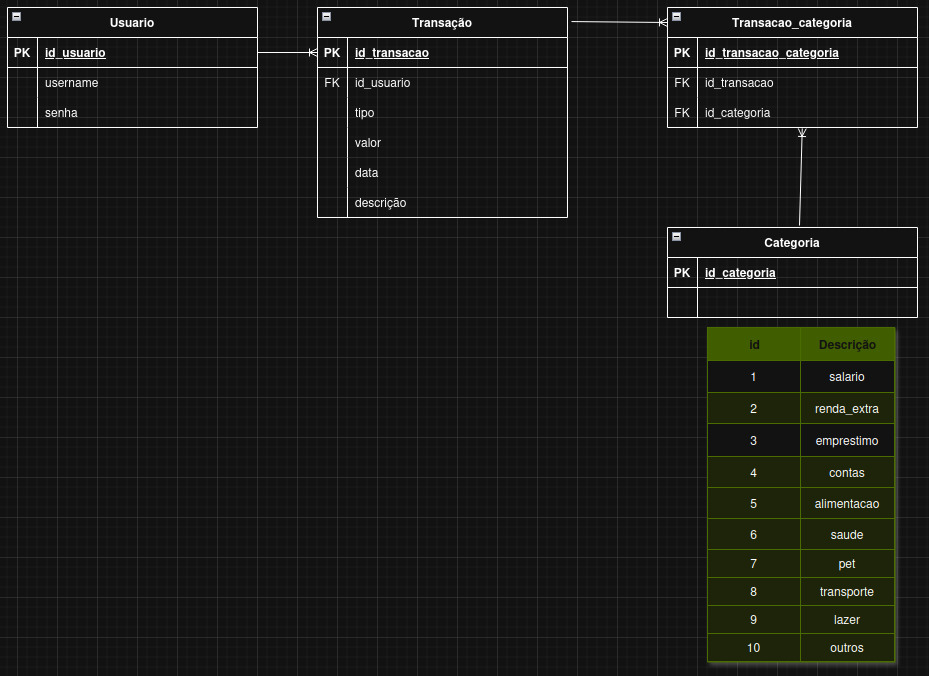 Usuario
PK id_usuario
username
senha
Transação
PK id_transacao
FK id_usuario
tipo
valor
data
descrição
Transacao_categoria
PK id_transacao_categoria
FK id_transacao
FK id_categoria
Categoria
PK id_categoria
id Descrição
1 salario
2 renda_extra
3 emprestimo
4 contas
5 alimentacao
6 saude
7 pet
8 transporte
9 lazer
10 outros